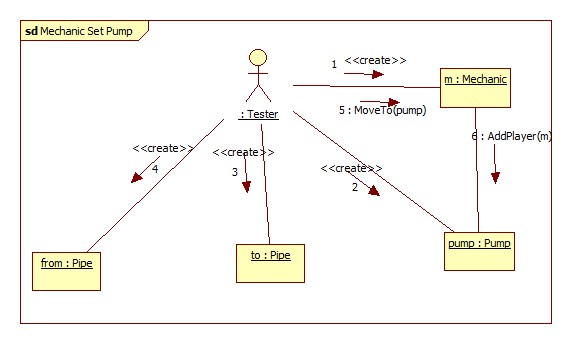 sd Mechanic Set Pump
1
<<create>>
m : Mechanic
5 : MoveTo(pump)
: Tester
6 : AddPlayer(m)
<<create>>
4
<<create>>
3
<<create>>
2
from : Pipe
to : Pipe
pump : Pump